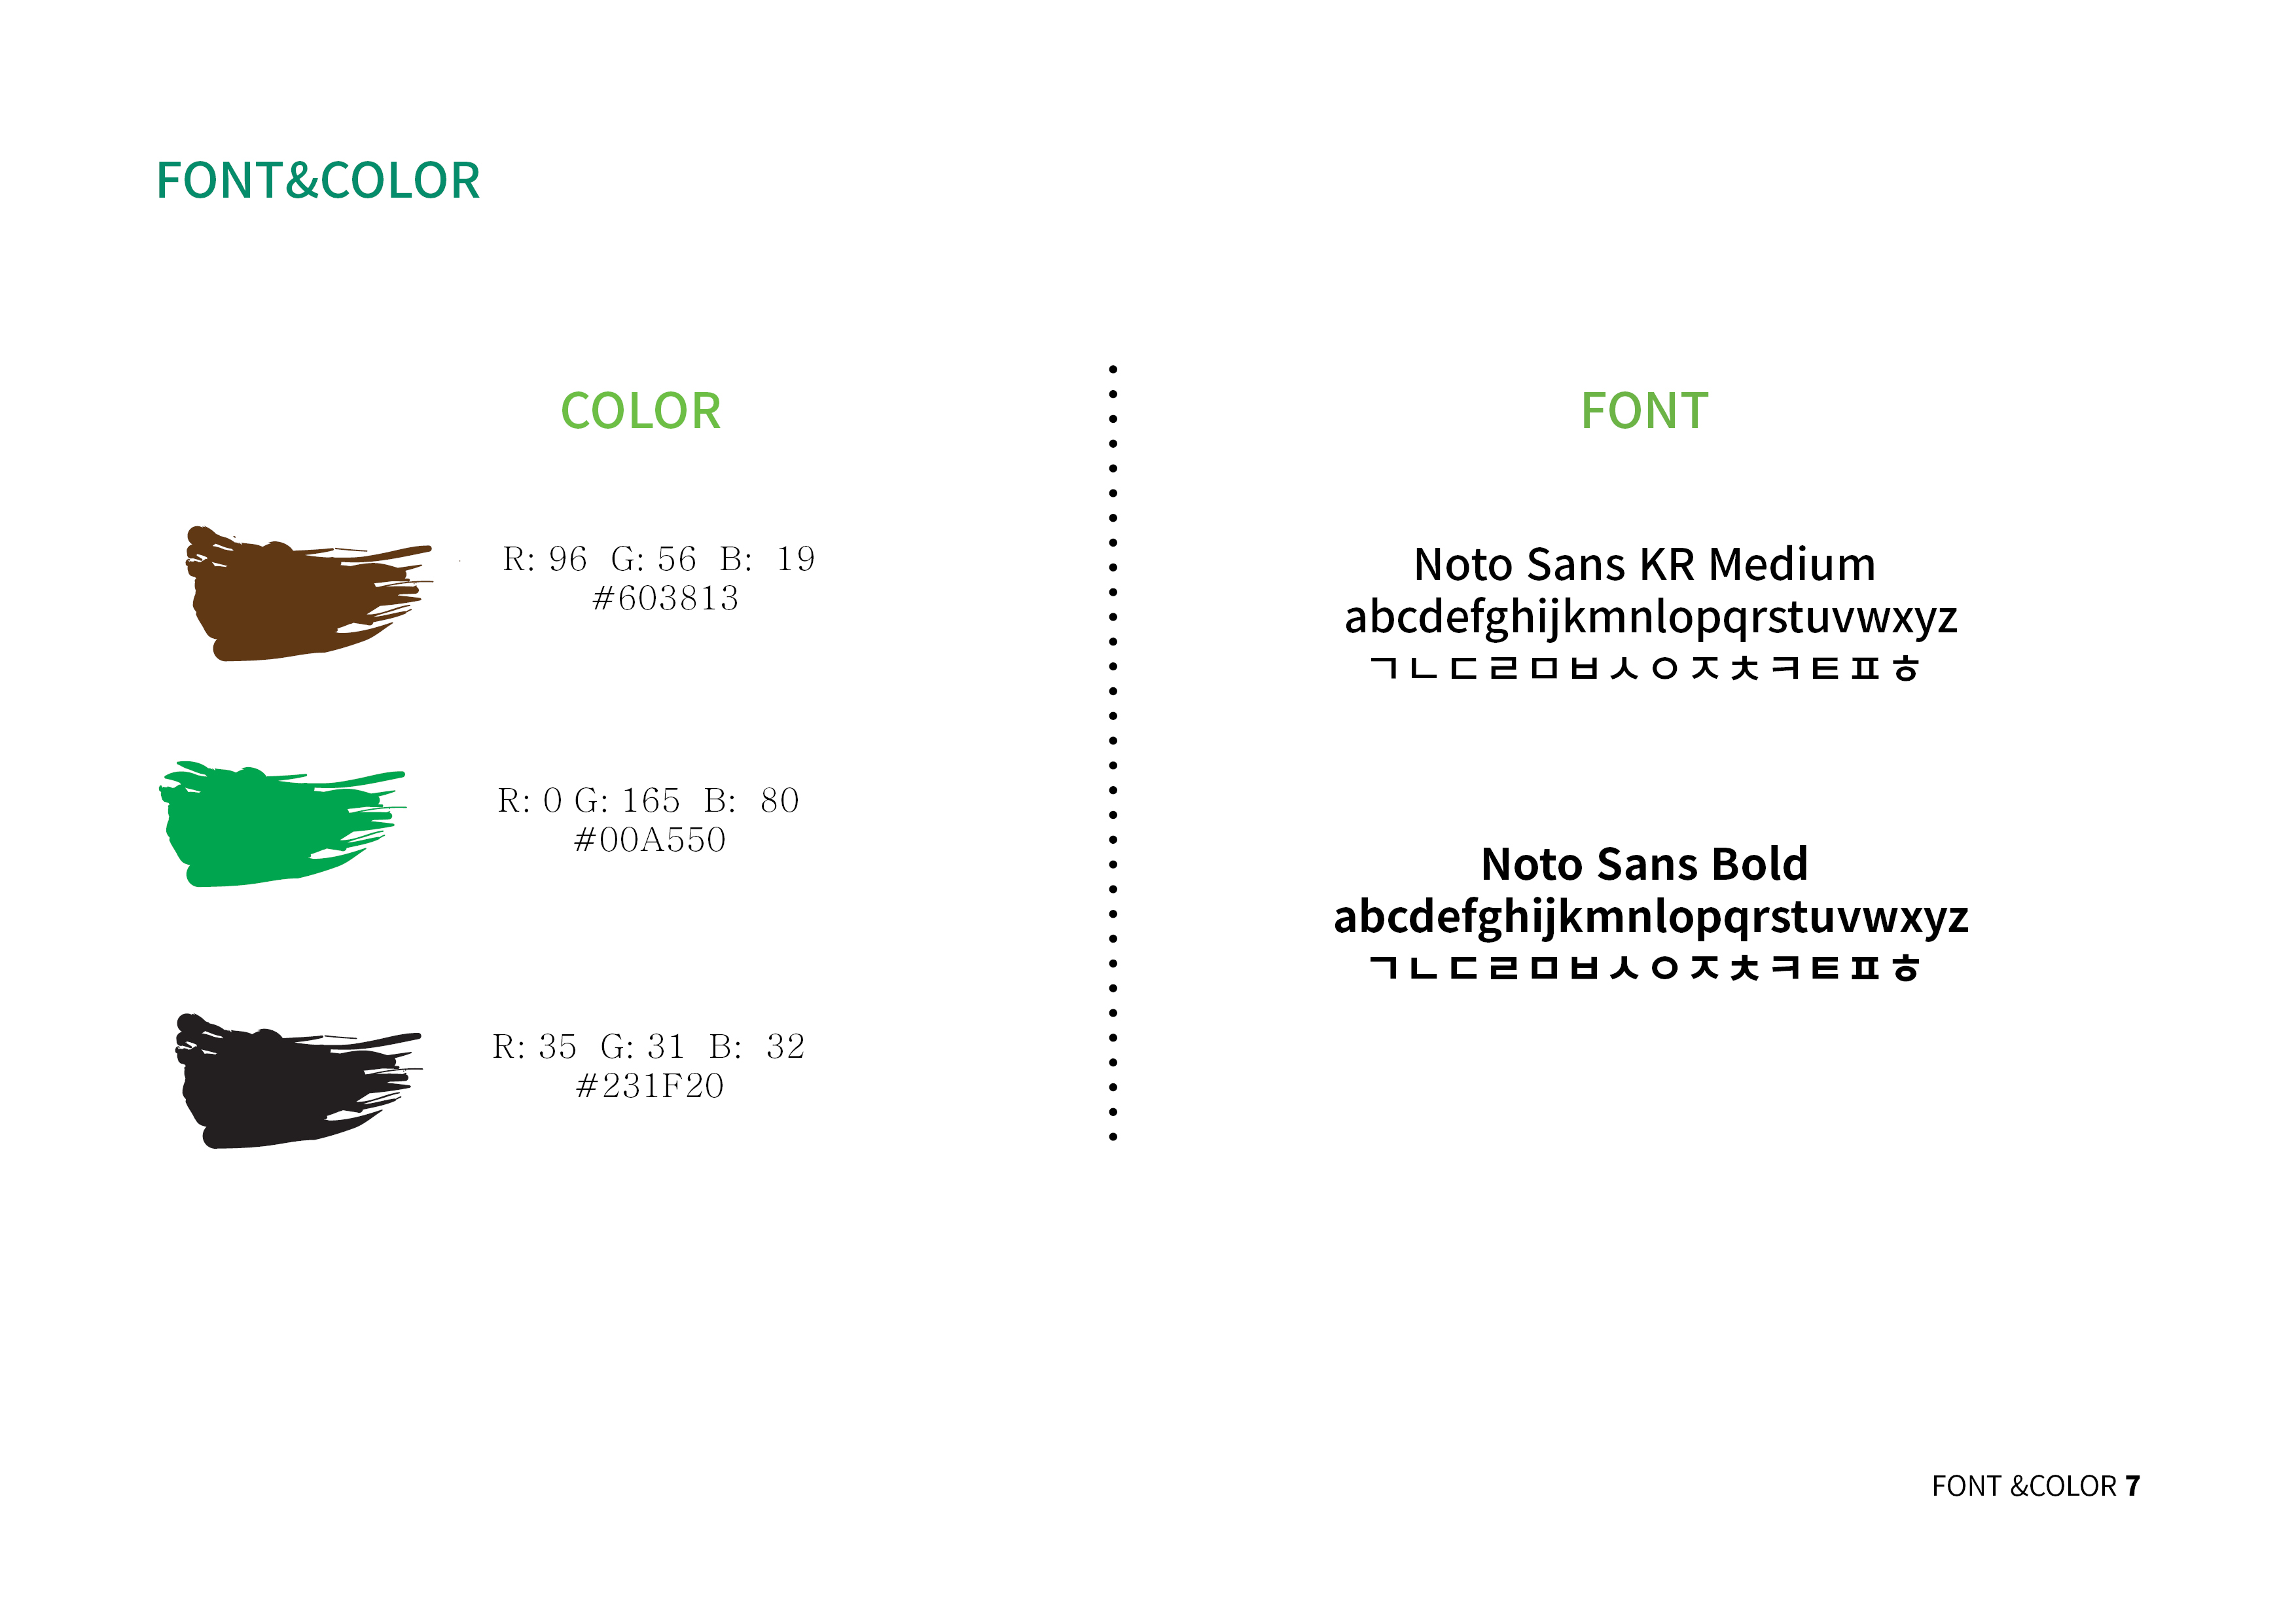 FONT&COLOR
COLOR
R: 96 G: 56 B: 19
#603813
R: 0 G: 165 B: 80
#00A550
R: 35 G: 31 B: 32
#231F20
FONT
Noto Sans KR Medium
abcdefghijkmnlopqrstuvwxyz
ㄱㄴㄷㄹㅁㅂㅅㅇㅈㅊㅋㅌㅍㅎ
Noto Sans Bold
abcdefghijkmnlopqrstuvwxyz
ㄱㄴㄷㄹㅁㅂㅅㅇㅈㅊㅋㅌㅍㅎ
FONT &COLOR 7